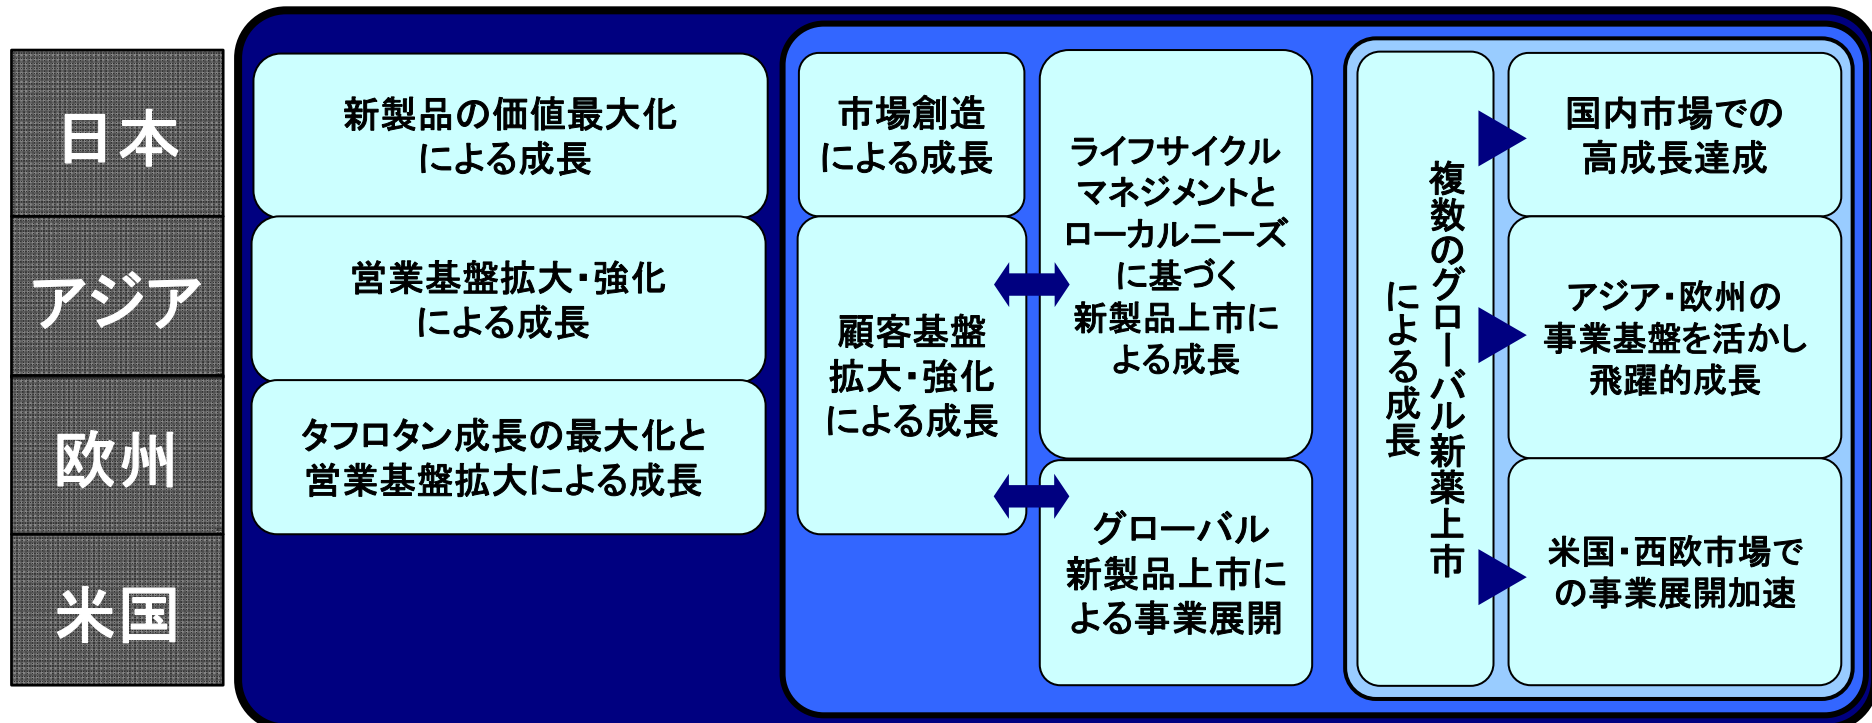 日本
アジア
欧州
米国
新製品の価値最大化
による成長
営業基盤拡大・強化
による成長
タフロタン成長の最大化と
営業基盤拡大による成長
市場創造
による成長
顧客基盤
拡大・強化
による成長
ライフサイクル
マネジメントと
ローカルニーズ
に基づく
新製品上市に
よる成長
グローバル
新製品上市に
よる事業展開
複数のグローバル新薬上市
による成長
国内市場での
高成長達成
アジア・欧州の
事業基盤を活かし
飛躍的成長
米国・西欧市場で
の事業展開加速